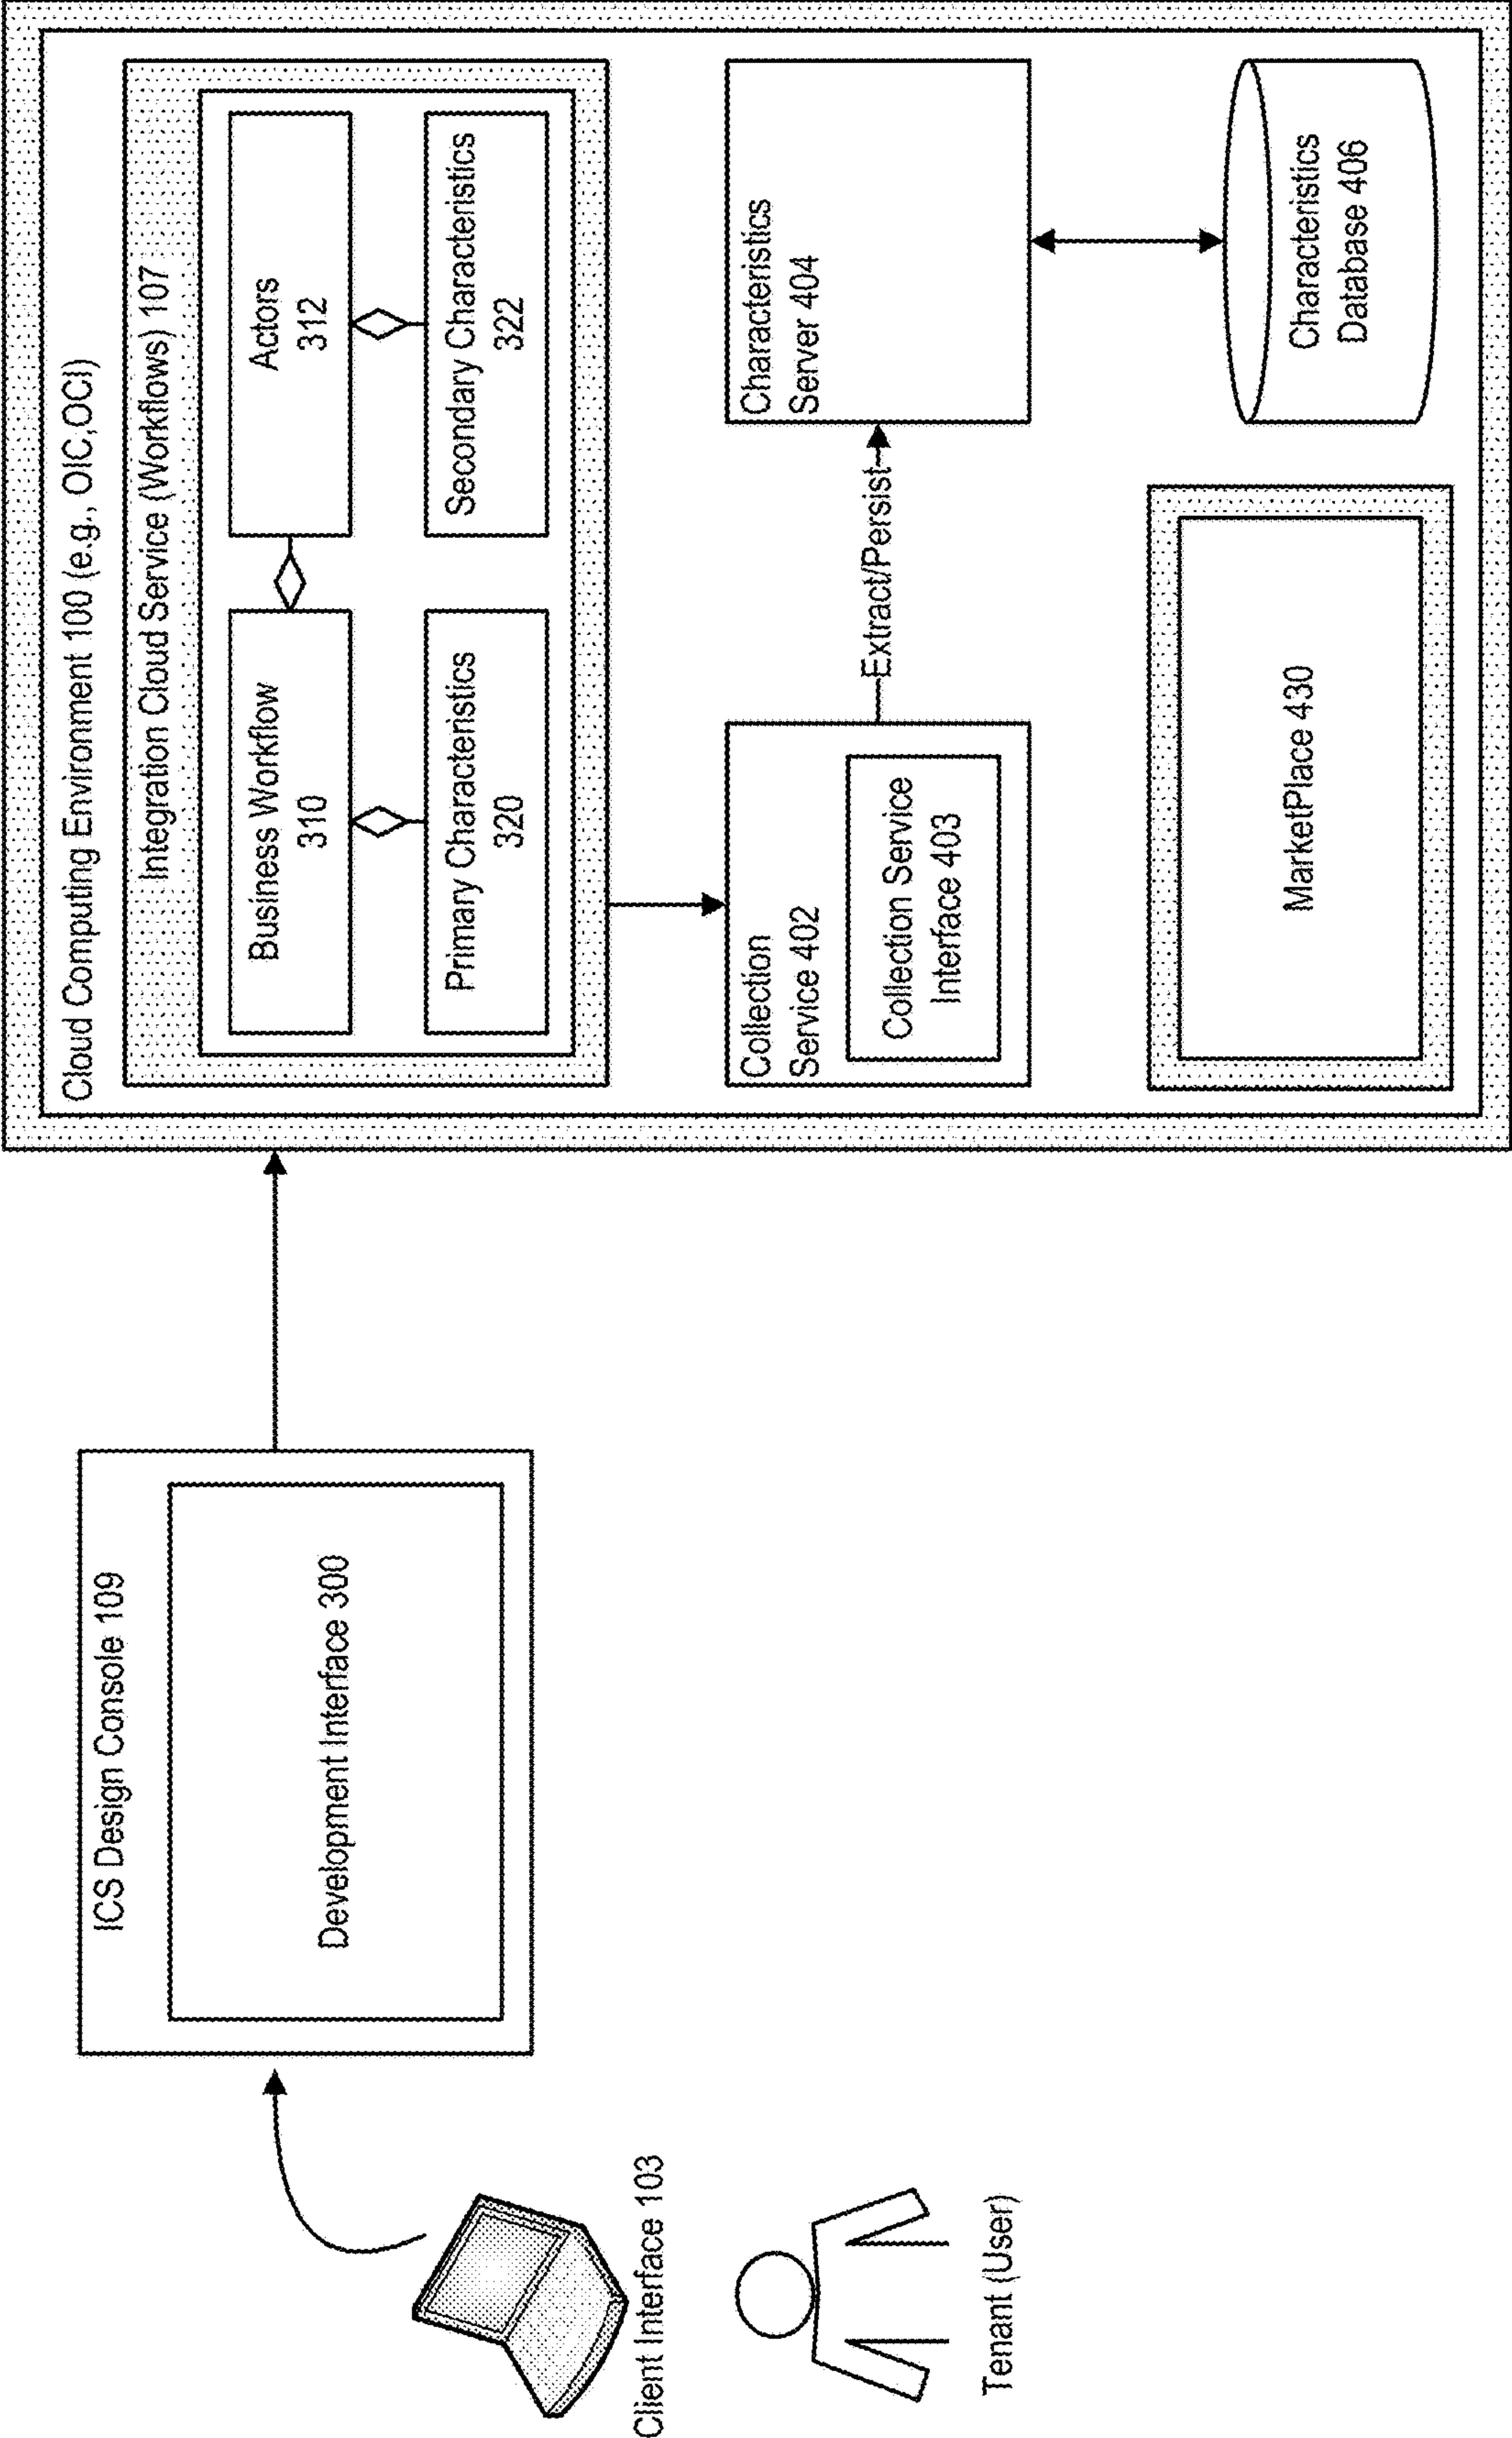 Client Interface 103
Tenant (User)
ICS Design Console 109
Development Interface 300
Cloud Computing Environment 100 (e.g., OIC,OCI)
Integration Cloud Service (Workflows) 107
Business Workflow
310
Actors
312
Primary Characteristics
320
Secondary Characteristics
322
Collection
Service 402
Collection Service
Interface 403
Extract/Persist
Characteristics
Server 404
MarketPlace 430
Characteristics
Database 406